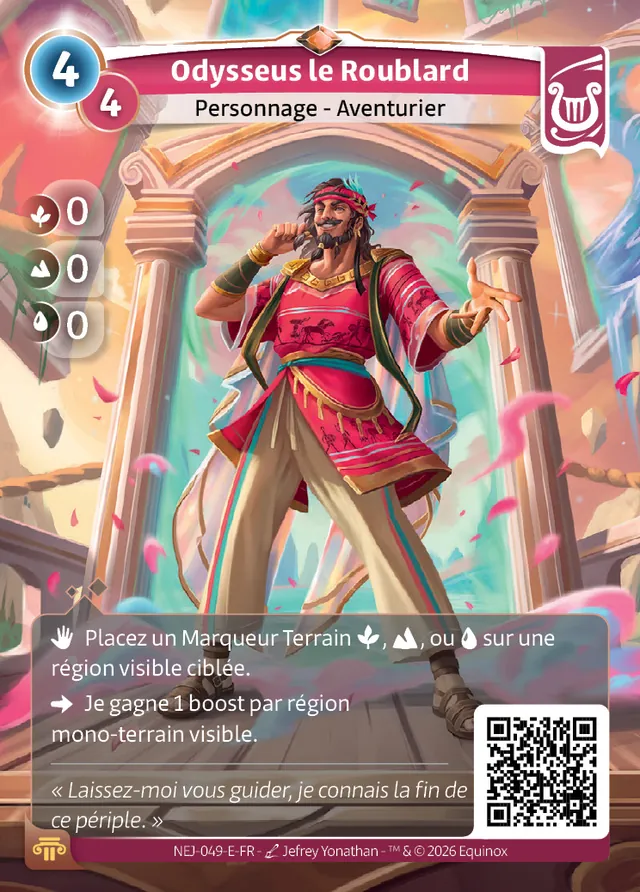 4
4
Odysseus le Roublard
Personnage - Aventurier
0
0
0
Placez un Marqueur Terrain , , ou sur une
région visible ciblée.
Je gagne 1 boost par région
mono-terrain visible.
« Laissez-moi vous guider, je connais la fin de
ce périple. »
NEJ-049-E-FR - Jefrey Yonathan - ™ & © 2026 Equinox